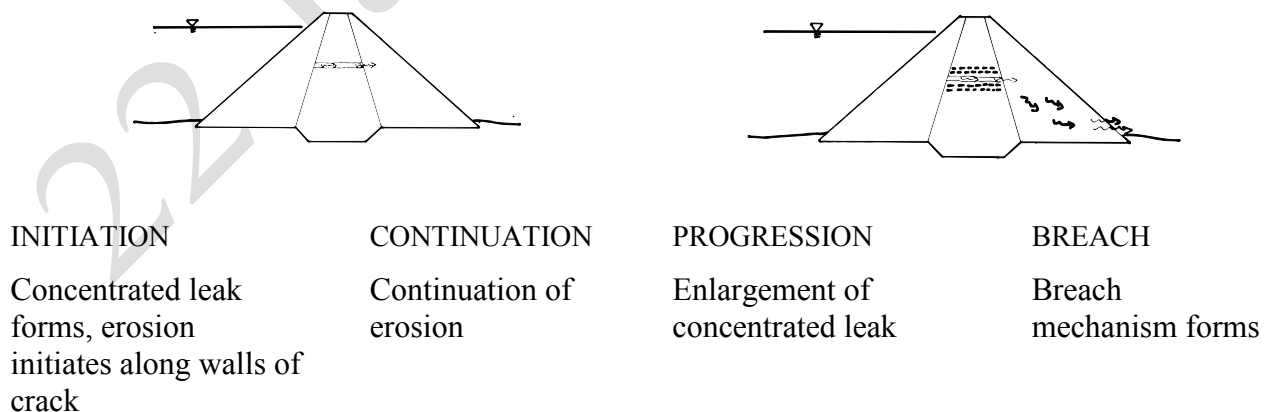 22
INITIATION
Concentrated leak
forms, erosion
initiates along walls of
crack
CONTINUATION
Continuation of
erosion
PROGRESSION
Enlargement of
concentrated leak
BREACH
Breach
mechanism forms